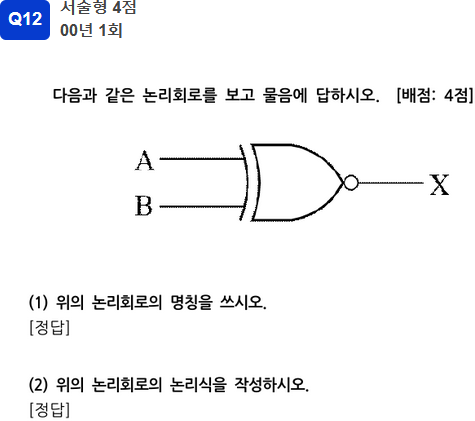 Q12
서술형 4점
00년 1회
다음과 같은 논리회로를 보고 물음에 답하시오. [배점: 4점]
A
B
X
(1) 위의 논리회로의 명칭을 쓰시오.
[정답]
(2) 위의 논리회로의 논리식을 작성하시오.
[정답]